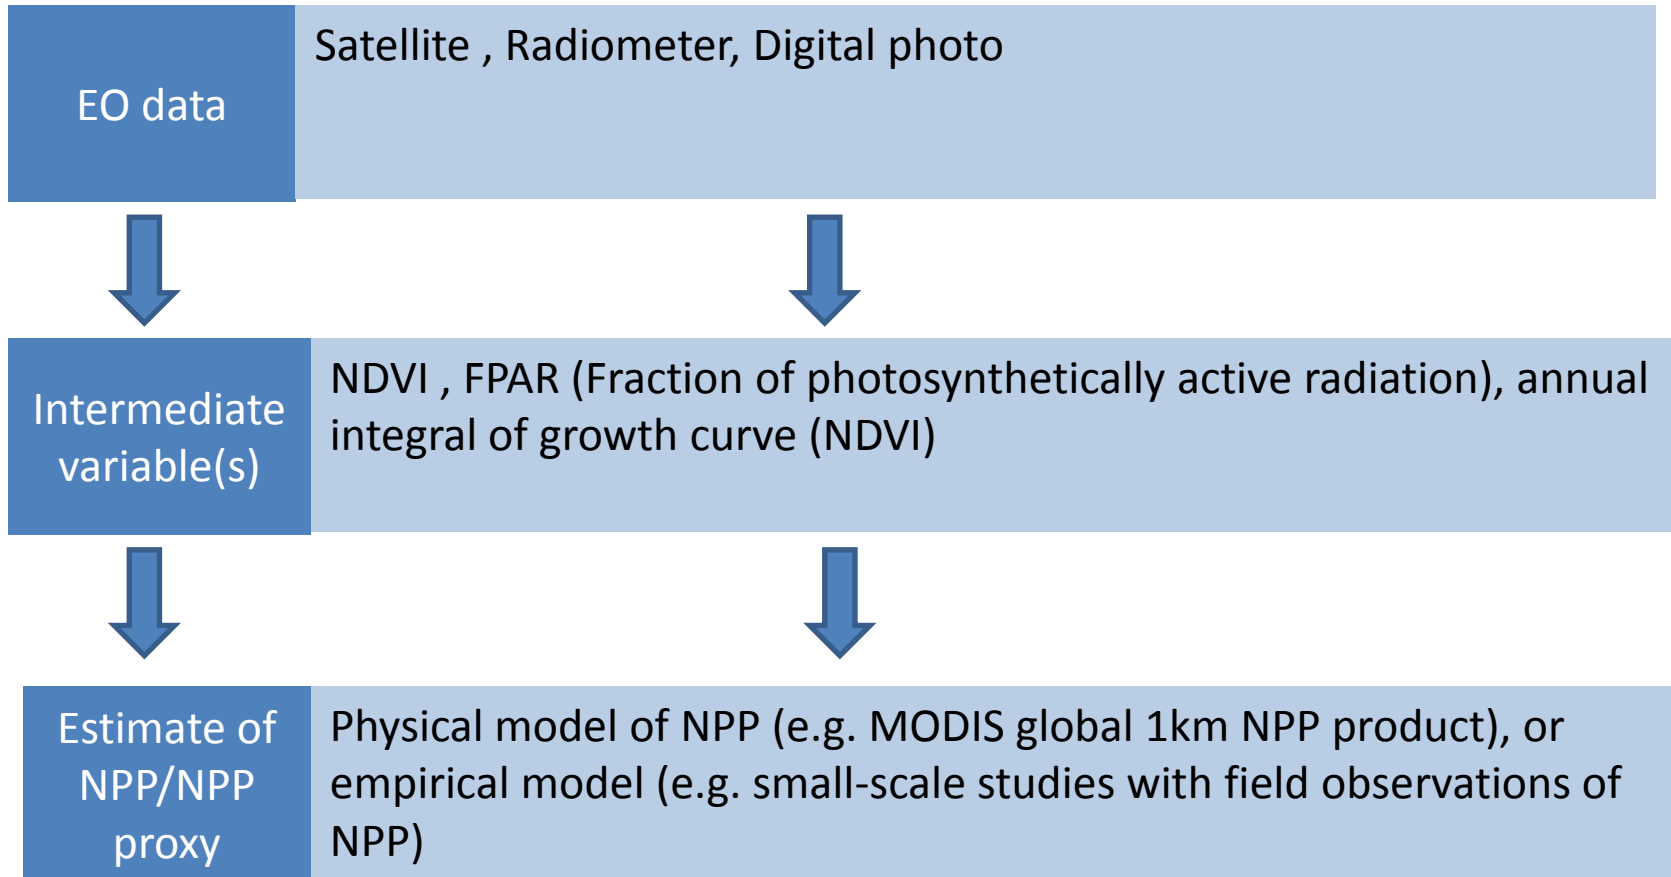 EO data
Satellite , Radiometer, Digital photo
Intermediate
variable(s)
NDVI , FPAR (Fraction of photosynthetically active radiation), annual
integral of growth curve (NDVI)
Estimate of
NPP/NPP
proxy
Physical model of NPP (e.g. MODIS global 1km NPP product), or
empirical model (e.g. small-scale studies with field observations of
NPP)